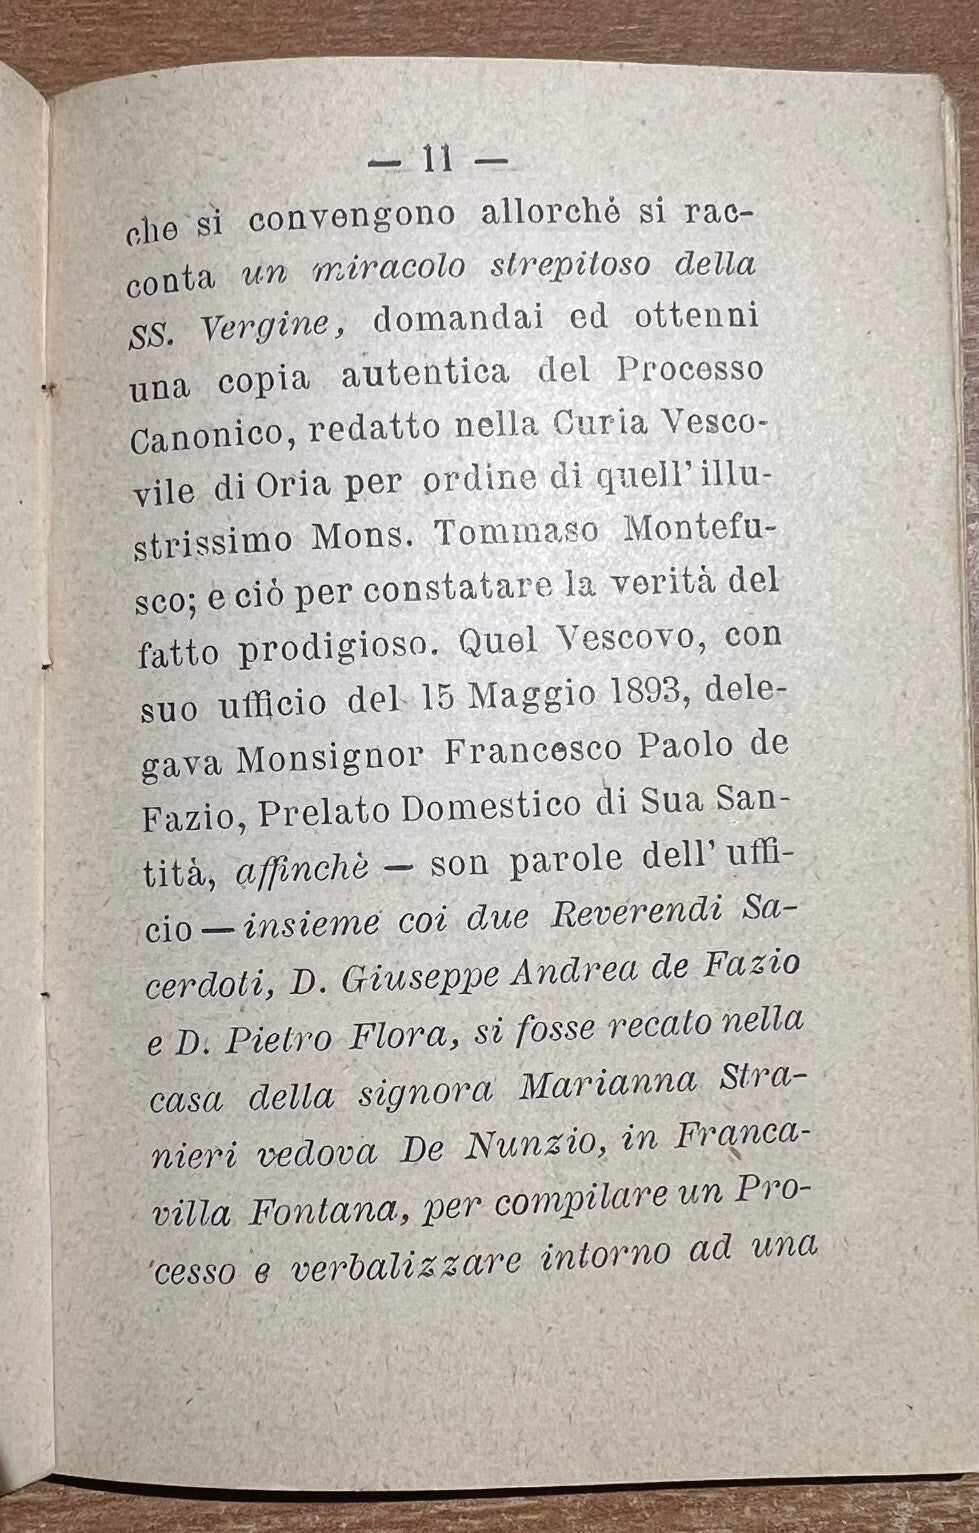 — 11 —
che si convengono allorchè si rac-
conta un miracolo strepitoso della
SS. Vergine, domandai ed ottenni
una copia autentica del Processo
Canonico, redatto nella Curia Vesco-
vile di Oria per ordine di quell' illu-
strissimo Mons. Tommaso Montefu-
sco; e ciò per constatare la verità del
fatto prodigioso. Quel Vescovo, con
suo ufficio del 15 Maggio 1893, dele-
gava Monsignor Francesco Paolo de
Fazio, Prelato Domestico di Sua San-
tità, affinchè — son parole dell' uffi-
cio — insieme coi due Reverendi Sa-
cerdoti, D. Giuseppe Andrea de Fazio
e D. Pietro Flora, si fosse recato nella
casa della signora Marianna Stra-
nieri vedova De Nunzio, in Franca-
villa Fontana, per compilare un Pro-
cesso e verbalizzare intorno ad una